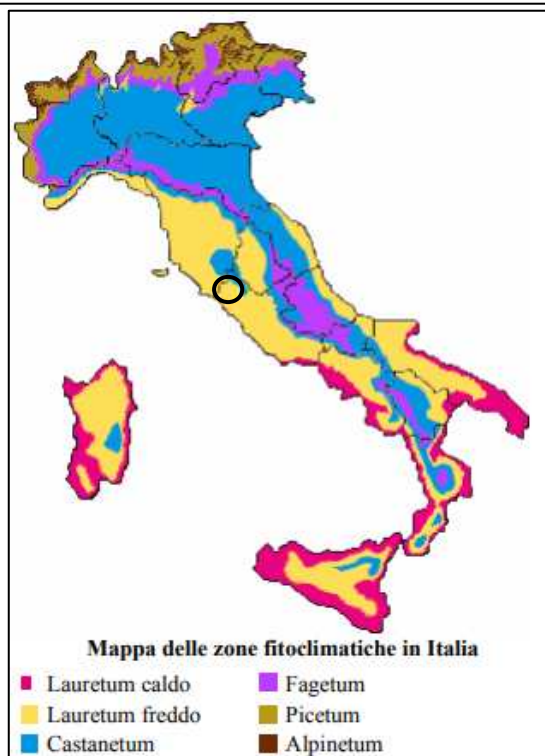 Mappa delle zone fitoclimatiche in Italia
Lauretum caldo
Lauretum freddo
Castanetum
Fagetum
Picetum
Alpinetum